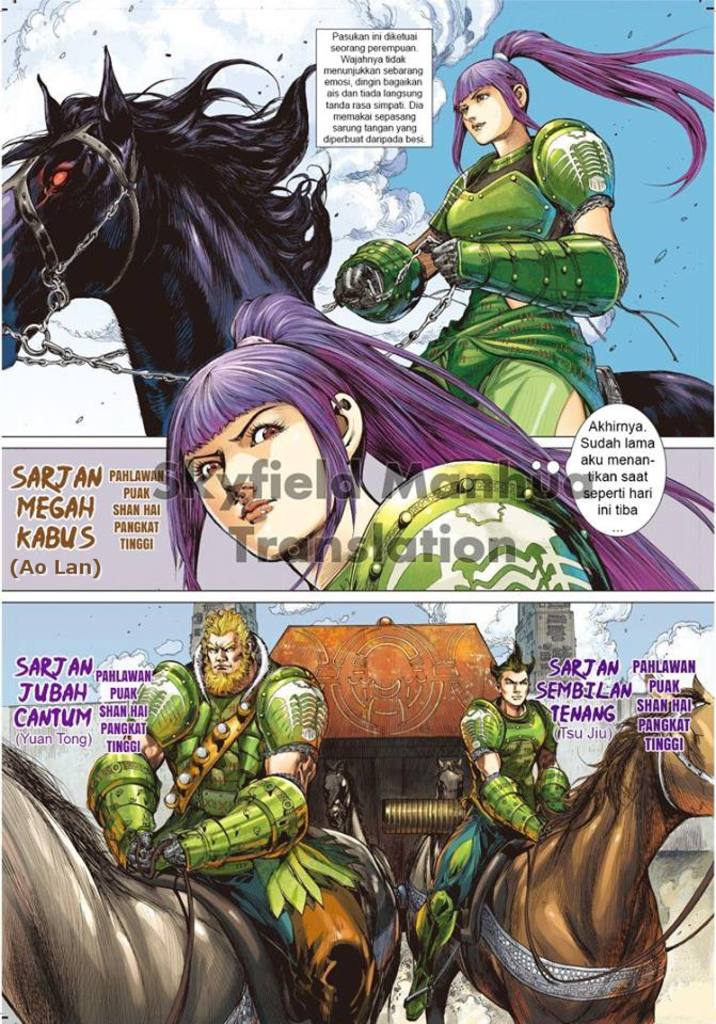 Pasukan ini diketuai
seorang perempuan.
Wajahnya tidak
menunjukkan sebarang
emosi, dingin bagaikan
ais dan tiada langsung
tanda rasa simpati. Dia
memakai sepasang
sarung tangan yang
diperbuat daripada besi.
Akhirnya.
Sudah lama
aku menan-
tikan saat
seperti hari
ini tiba
...
SARJAN
MEGAH
KABUS
(Ao Lan)
PAHLAWAN
PUAK
SHAN HAI
PANGKAT
TINGGI
Skyfield Manhua
Translation
SARJAN
JUBAH
CANTUM
(Yuan Tong)
PAHLAWAN
PUAK
SHAN HAI
PANGKAT
TINGGI
SARJAN
SEMBILAN
TENANG
(Tsu Jiu)
PAHLAWAN
PUAK
SHAN HAI
PANGKAT
TINGGI